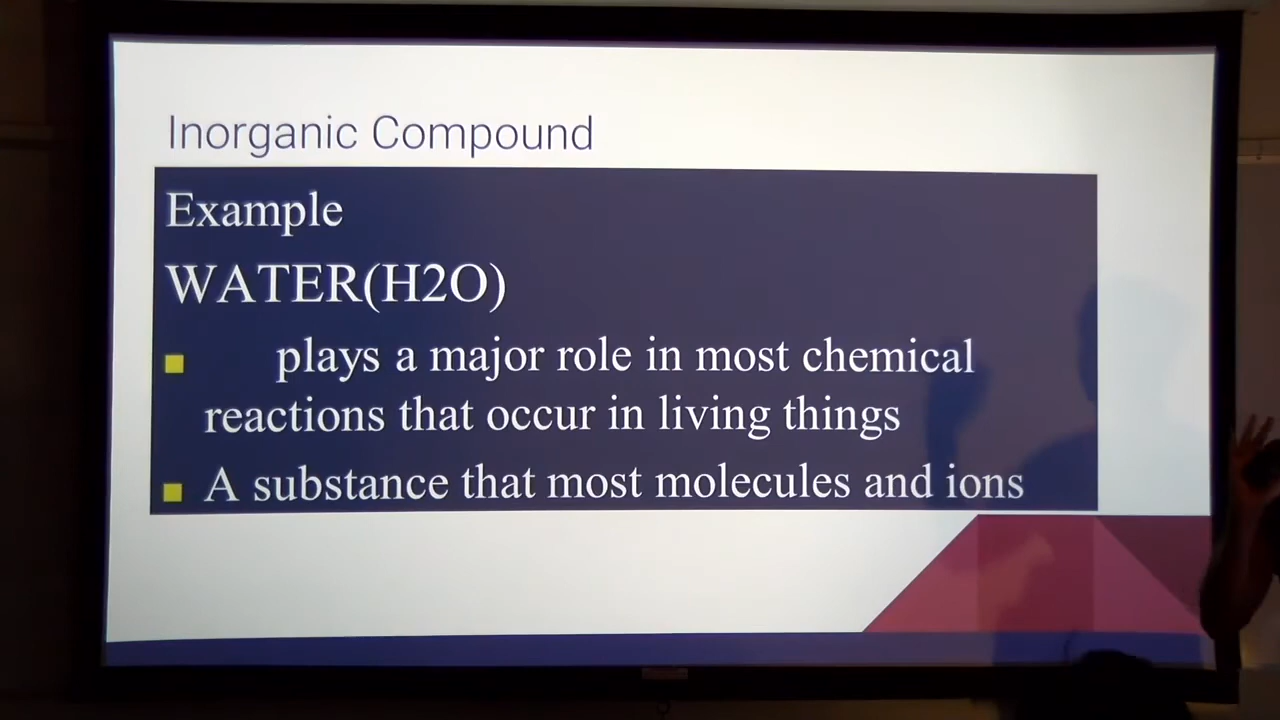 Inorganic Compound
Example
WATER(H2O)
plays a major role in most chemical
reactions that occur in living things
A substance that most molecules and ions